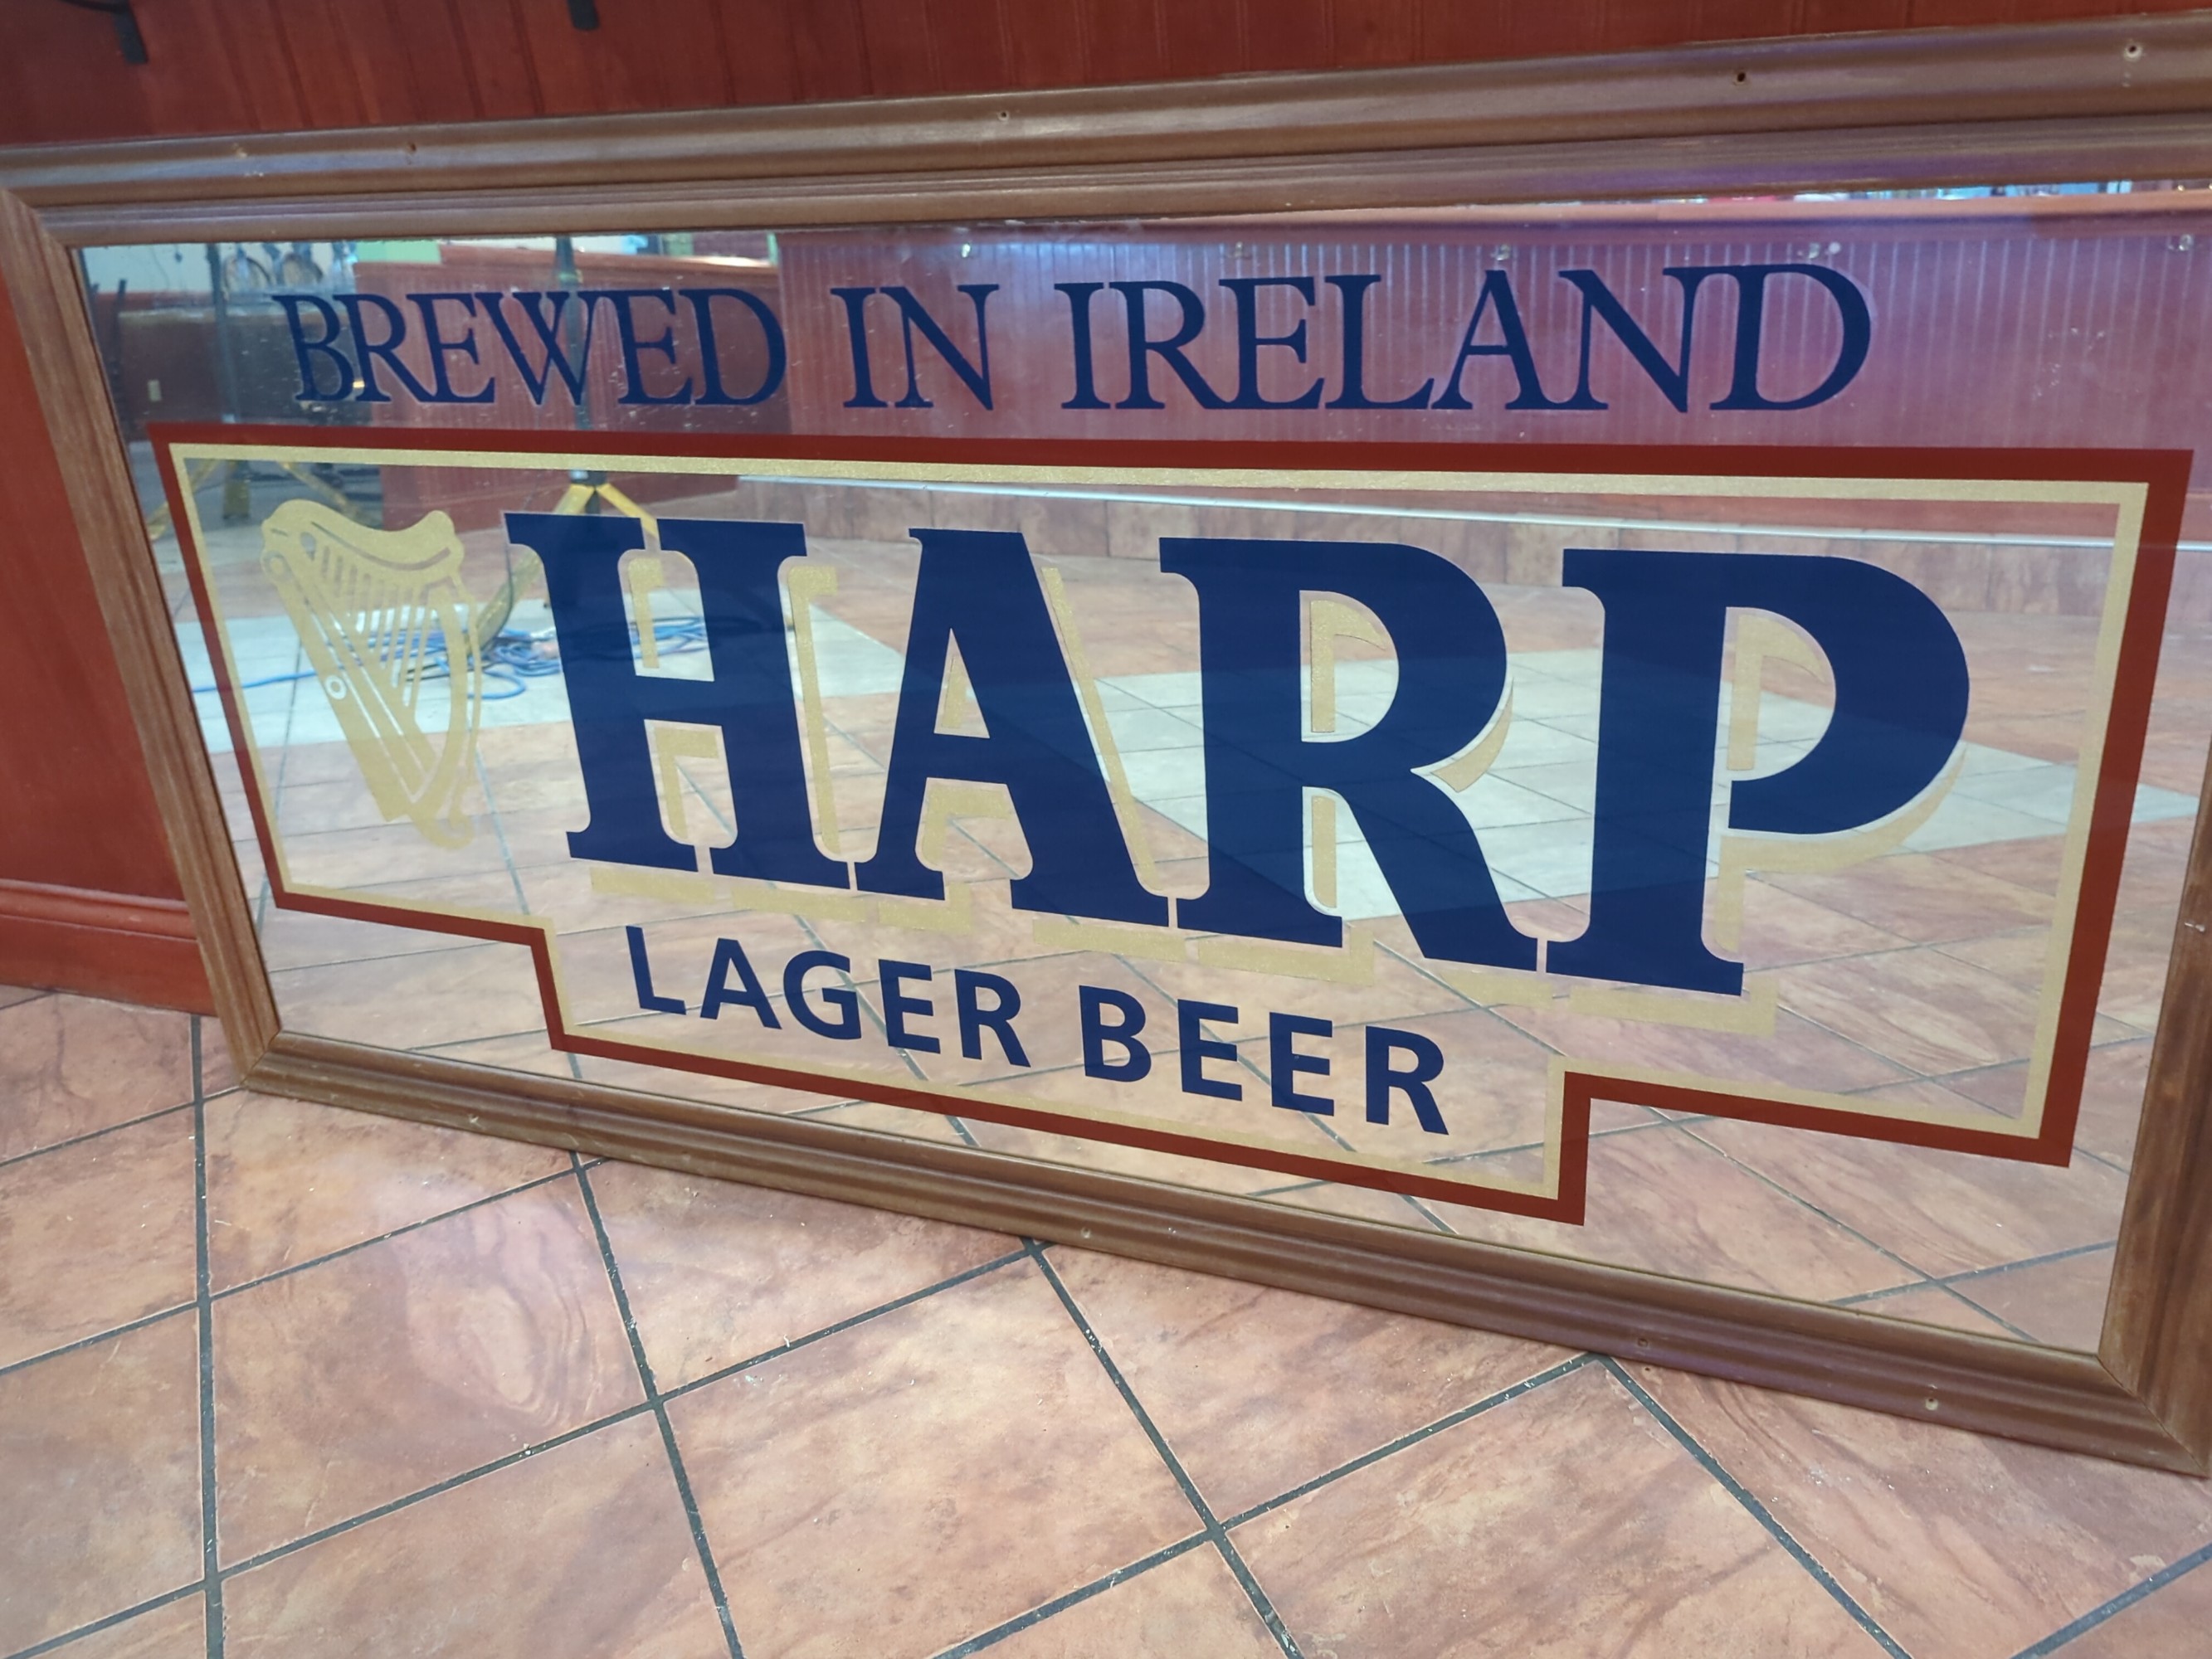 BREWED IN IRELAND
HARP
LAGER BEER